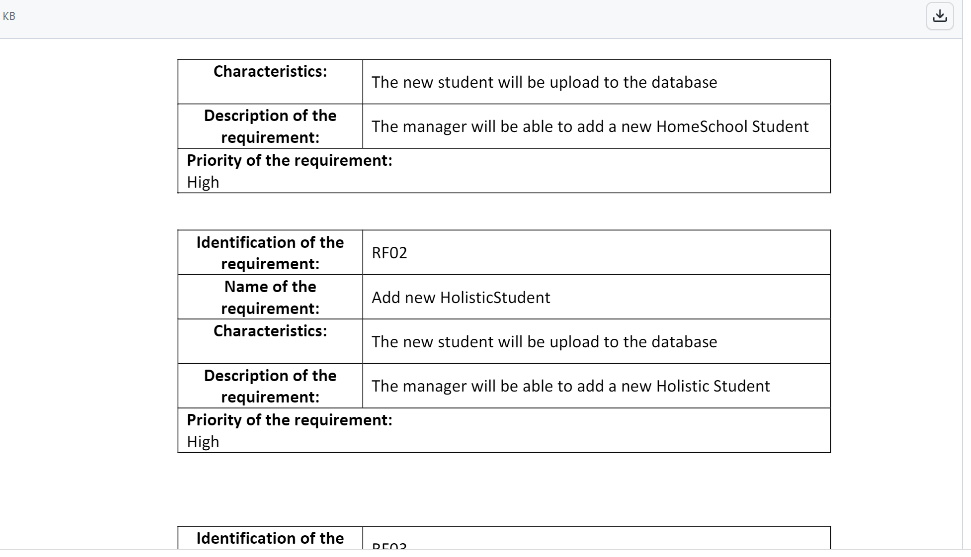 KB
Characteristics:
The new student will be upload to the database
Description of the
requirement:
The manager will be able to add a new HomeSchool Student
Priority of the requirement:
High
Identification of the
requirement:
RF02
Name of the
requirement:
Add new HolisticStudent
Characteristics:
The new student will be upload to the database
Description of the
requirement:
The manager will be able to add a new Holistic Student
Priority of the requirement:
High
Identification of the
RF03